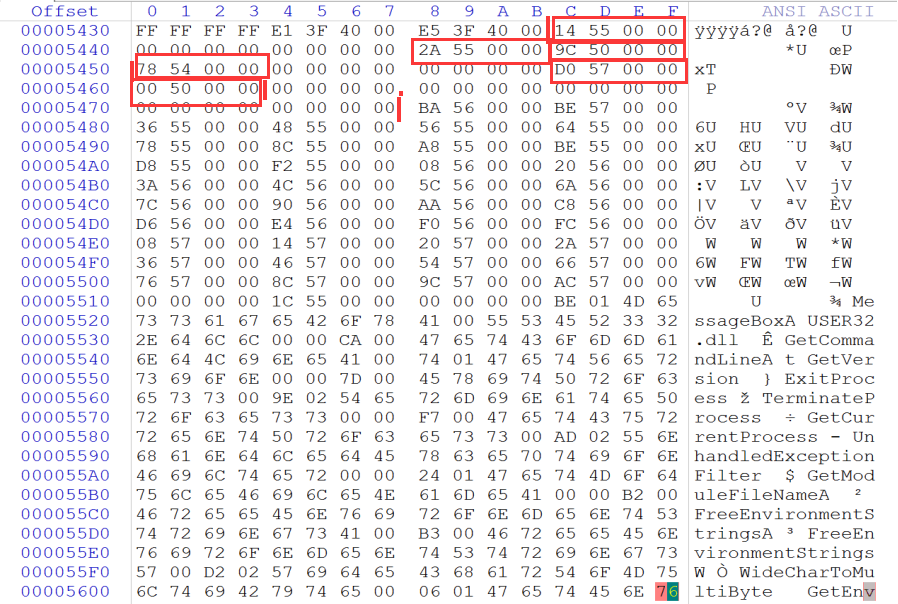 Offset 0 1 2 3 4 5 6 7 8 9 A B C D E F ANSI ASCII
00005430 FF FF FF FF E1 3F 40 00 E5 3F 40 00 14 55 00 00 ÿÿÿÿá?@ å?@ U
00005440 00 00 00 00 00 00 00 00 2A 55 00 00 9C 50 00 00 *U œP
00005450 78 54 00 00 00 00 00 00 00 00 00 00 D0 57 00 00 xT ÐW
00005460 00 50 00 00 00 00 00 00 00 00 00 00 00 00 00 00 P
00005470 00 00 00 00 00 00 00 00 BA 56 00 00 BE 57 00 00 ºV ¾W
00005480 36 55 00 00 48 55 00 00 56 55 00 00 64 55 00 00 6U HU VU dU
00005490 78 55 00 00 8C 55 00 00 A8 55 00 00 BE 55 00 00 xU ŒU ¨U ¾U
000054A0 D8 55 00 00 F2 55 00 00 08 56 00 00 20 56 00 00 ØU òU V V
000054B0 3A 56 00 00 4C 56 00 00 5C 56 00 00 6A 56 00 00 :V LV \V jV
000054C0 7C 56 00 00 90 56 00 00 AA 56 00 00 C8 56 00 00 |V V ªV ÈV
000054D0 D6 56 00 00 E4 56 00 00 F0 56 00 00 FC 56 00 00 ÖV äV ðV üV
000054E0 08 57 00 00 14 57 00 00 20 57 00 00 2A 57 00 00 W W W *W
000054F0 36 57 00 00 46 57 00 00 54 57 00 00 66 57 00 00 6W FW TW fW
00005500 76 57 00 00 8C 57 00 00 9C 57 00 00 AC 57 00 00 vW ŒW œW ¬W
00005510 00 00 00 00 1C 55 00 00 00 00 00 00 BE 01 4D 65 U ¾ Me
00005520 73 73 61 67 65 42 6F 78 41 00 55 53 45 52 33 32 ssageBoxA USER32
00005530 2E 64 6C 6C 00 00 CA 00 47 65 74 43 6F 6D 6D 61 .dll Ê GetComma
00005540 6E 64 4C 69 6E 65 41 00 74 01 47 65 74 56 65 72 ndLineA t GetVer
00005550 73 69 6F 6E 00 00 7D 00 45 78 69 74 50 72 6F 63 sion } ExitProc
00005560 65 73 73 00 9E 02 54 65 72 6D 69 6E 61 74 65 50 ess ž TerminateP
00005570 72 6F 63 65 73 73 00 00 F7 00 47 65 74 43 75 72 rocess ÷ GetCur
00005580 72 65 6E 74 50 72 6F 63 65 73 73 00 AD 02 55 6E rentProcess - Un
00005590 68 61 6E 64 6C 65 64 45 78 63 65 70 74 69 6F 6E handledException
000055A0 46 69 6C 74 65 72 00 00 24 01 47 65 74 4D 6F 64 Filter $ GetMod
000055B0 75 6C 65 46 69 6C 65 4E 61 6D 65 41 00 00 B2 00 uleFileNameA ²
000055C0 46 72 65 65 45 6E 76 69 72 6F 6E 6D 65 6E 74 53 FreeEnvironmentS
000055D0 74 72 69 6E 67 73 41 00 B3 00 46 72 65 65 45 6E tringsA ³ FreeEn
000055E0 76 69 72 6F 6E 6D 65 6E 74 53 74 72 69 6E 67 73 vironmentStrings
000055F0 57 00 D2 02 57 69 64 65 43 68 61 72 54 6F 4D 75 W Ò WideCharToMu
00005600 6C 74 69 42 79 74 65 00 06 01 47 65 74 45 6E 76 ltiByte GetEnv